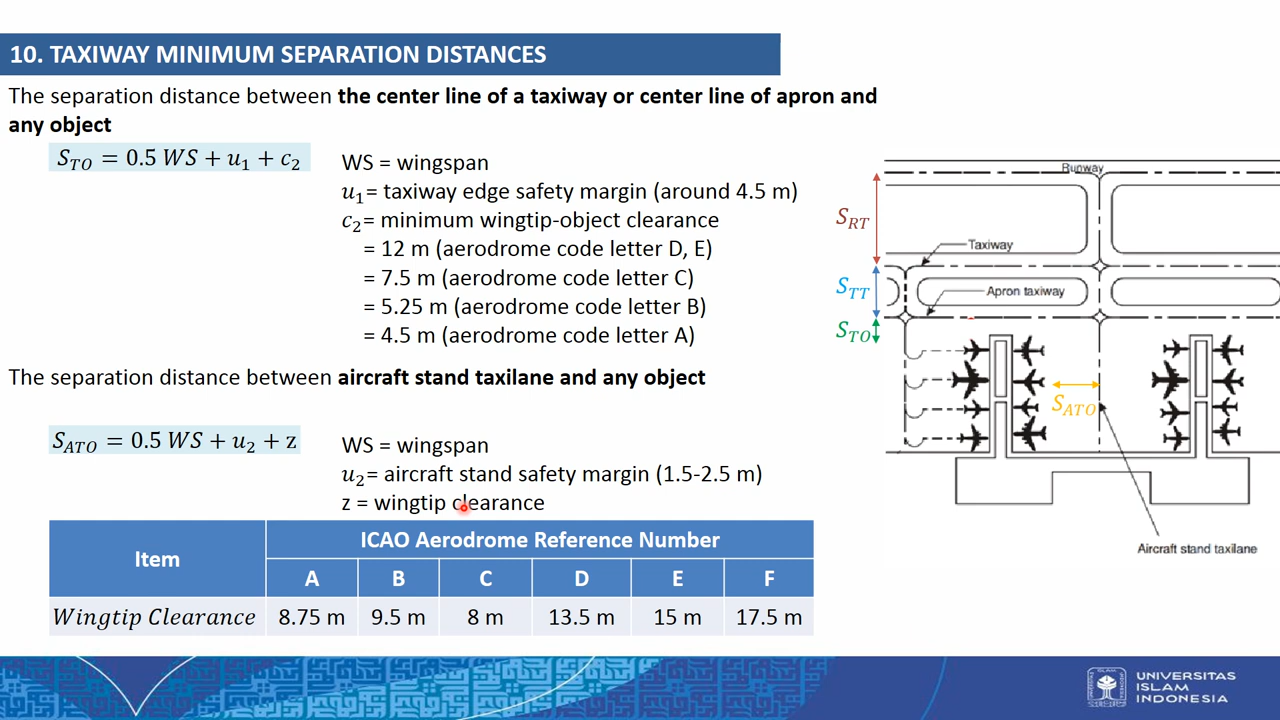 10. TAXIWAY MINIMUM SEPARATION DISTANCES
The separation distance between the center line of a taxiway or center line of apron and
any object
S_TO = 0.5 WS + u_1 + c_2
WS = wingspan
u_1= taxiway edge safety margin (around 4.5 m)
c_2= minimum wingtip-object clearance
= 12 m (aerodrome code letter D, E)
= 7.5 m (aerodrome code letter C)
= 5.25 m (aerodrome code letter B)
= 4.5 m (aerodrome code letter A)
The separation distance between aircraft stand taxilane and any object
S_ATO = 0.5 WS + u_2 + z
WS = wingspan
u_2= aircraft stand safety margin (1.5-2.5 m)
z = wingtip clearance
Item
ICAO Aerodrome Reference Number
A B C D E F
Wingtip Clearance 8.75 m 9.5 m 8 m 13.5 m 15 m 17.5 m
Runway
S_RT
Taxiway
S_TT
Apron taxiway
S_TO
S_ATO
Aircraft stand taxilane
UNIVERSITAS
ISLAM
INDONESIA